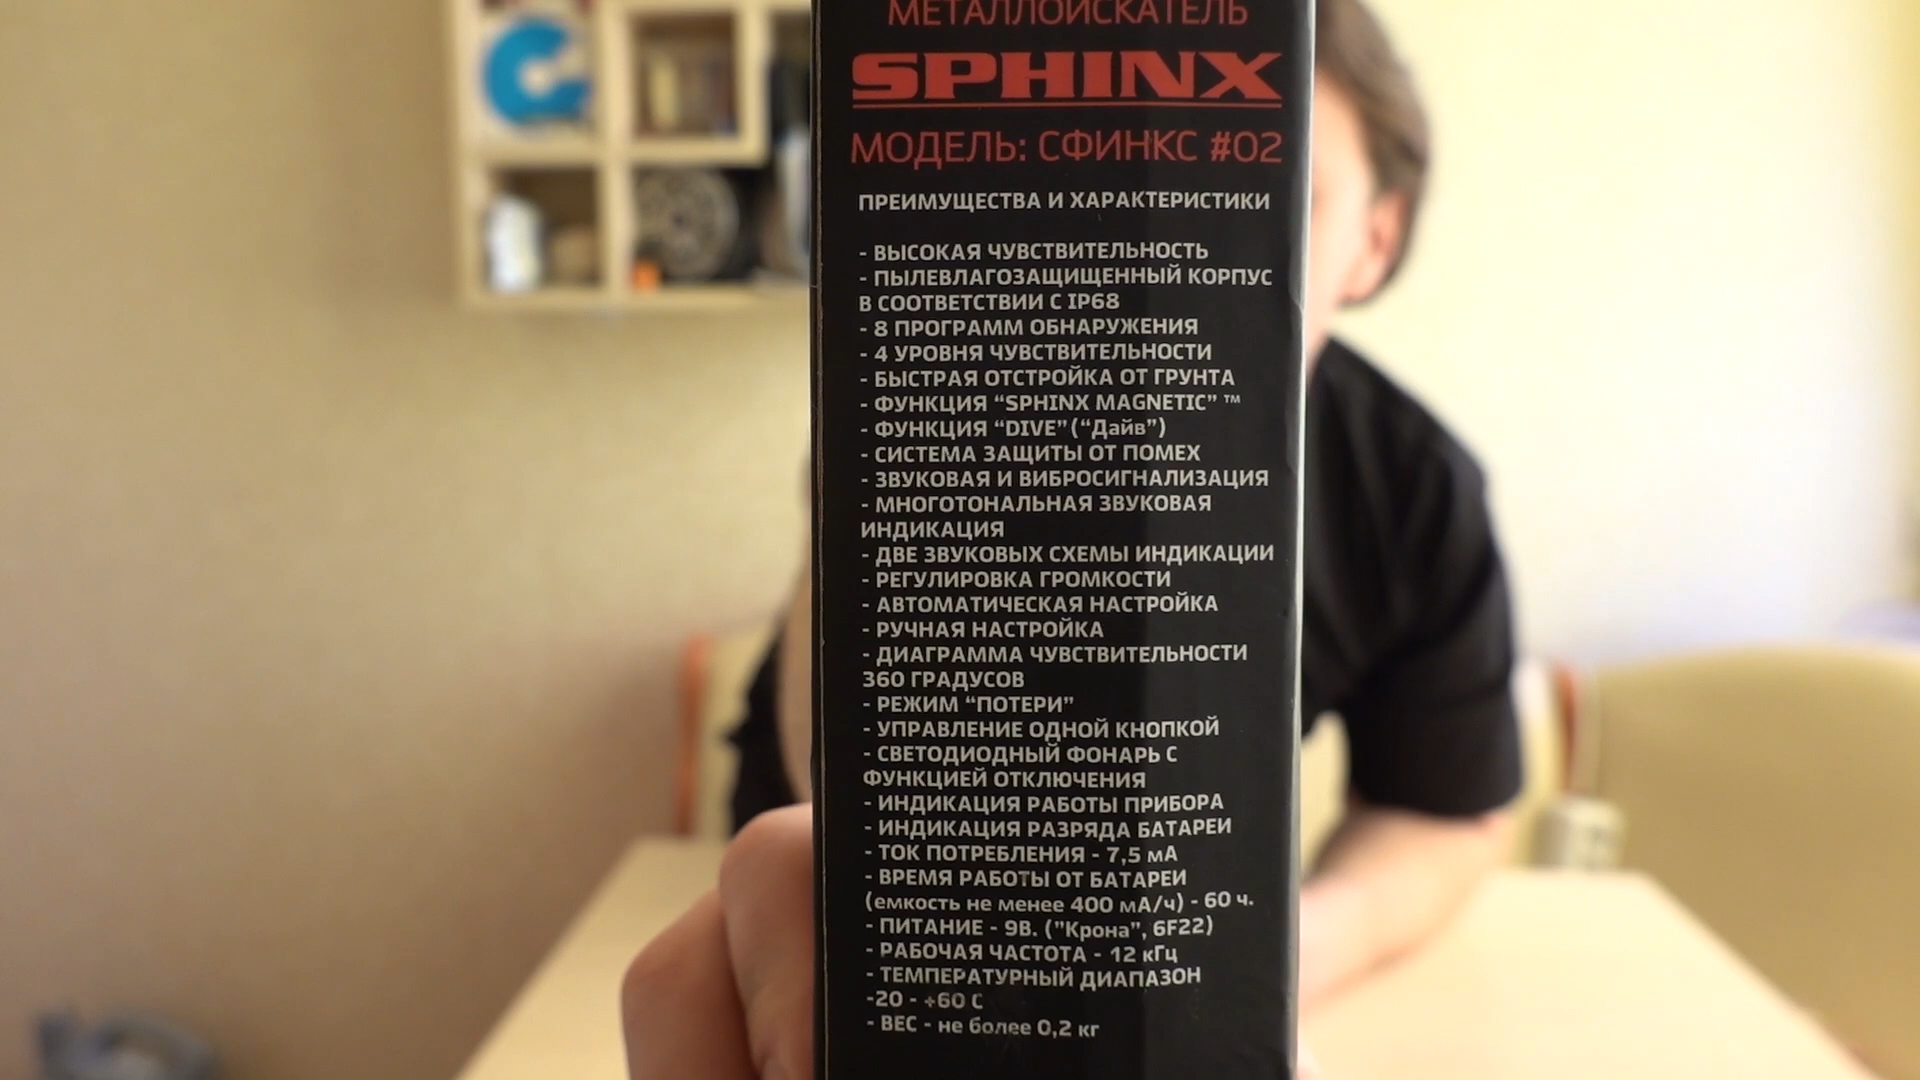 МЕТАЛЛОИСКАТЕЛЬ
SPHINX
МОДЕЛЬ: СФИНКС #02
ПРЕИМУЩЕСТВА И ХАРАКТЕРИСТИКИ
- ВЫСОКАЯ ЧУВСТВИТЕЛЬНОСТЬ
- ПЫЛЕВЛАГОЗАЩИЩЕННЫЙ КОРПУС
В СООТВЕТСТВИИ С IP68
- 8 ПРОГРАММ ОБНАРУЖЕНИЯ
- 4 УРОВНЯ ЧУВСТВИТЕЛЬНОСТИ
- БЫСТРАЯ ОТСТРОЙКА ОТ ГРУНТА
- ФУНКЦИЯ “SPHINX MAGNETIC” ™
- ФУНКЦИЯ “DIVE” (“Дайв”)
- СИСТЕМА ЗАЩИТЫ ОТ ПОМЕХ
- ЗВУКОВАЯ И ВИБРОСИГНАЛИЗАЦИЯ
- МНОГОТОНАЛЬНАЯ ЗВУКОВАЯ
ИНДИКАЦИЯ
- ДВЕ ЗВУКОВЫХ СХЕМЫ ИНДИКАЦИИ
- РЕГУЛИРОВКА ГРОМКОСТИ
- АВТОМАТИЧЕСКАЯ НАСТРОЙКА
- РУЧНАЯ НАСТРОЙКА
- ДИАГРАММА ЧУВСТВИТЕЛЬНОСТИ
360 ГРАДУСОВ
- РЕЖИМ “ПОТЕРИ”
- УПРАВЛЕНИЕ ОДНОЙ КНОПКОЙ
- СВЕТОДИОДНЫЙ ФОНАРЬ С
ФУНКЦИЕЙ ОТКЛЮЧЕНИЯ
- ИНДИКАЦИЯ РАБОТЫ ПРИБОРА
- ИНДИКАЦИЯ РАЗРЯДА БАТАРЕИ
- ТОК ПОТРЕБЛЕНИЯ - 7,5 мА
- ВРЕМЯ РАБОТЫ ОТ БАТАРЕИ
(емкость не менее 400 мА/ч) - 60 ч.
- ПИТАНИЕ - 9В. (”Крона”, 6F22)
- РАБОЧАЯ ЧАСТОТА - 12 кГц
- ТЕМПЕРАТУРНЫЙ ДИАПАЗОН
-20 - +60 С
- ВЕС - не более 0,2 кг